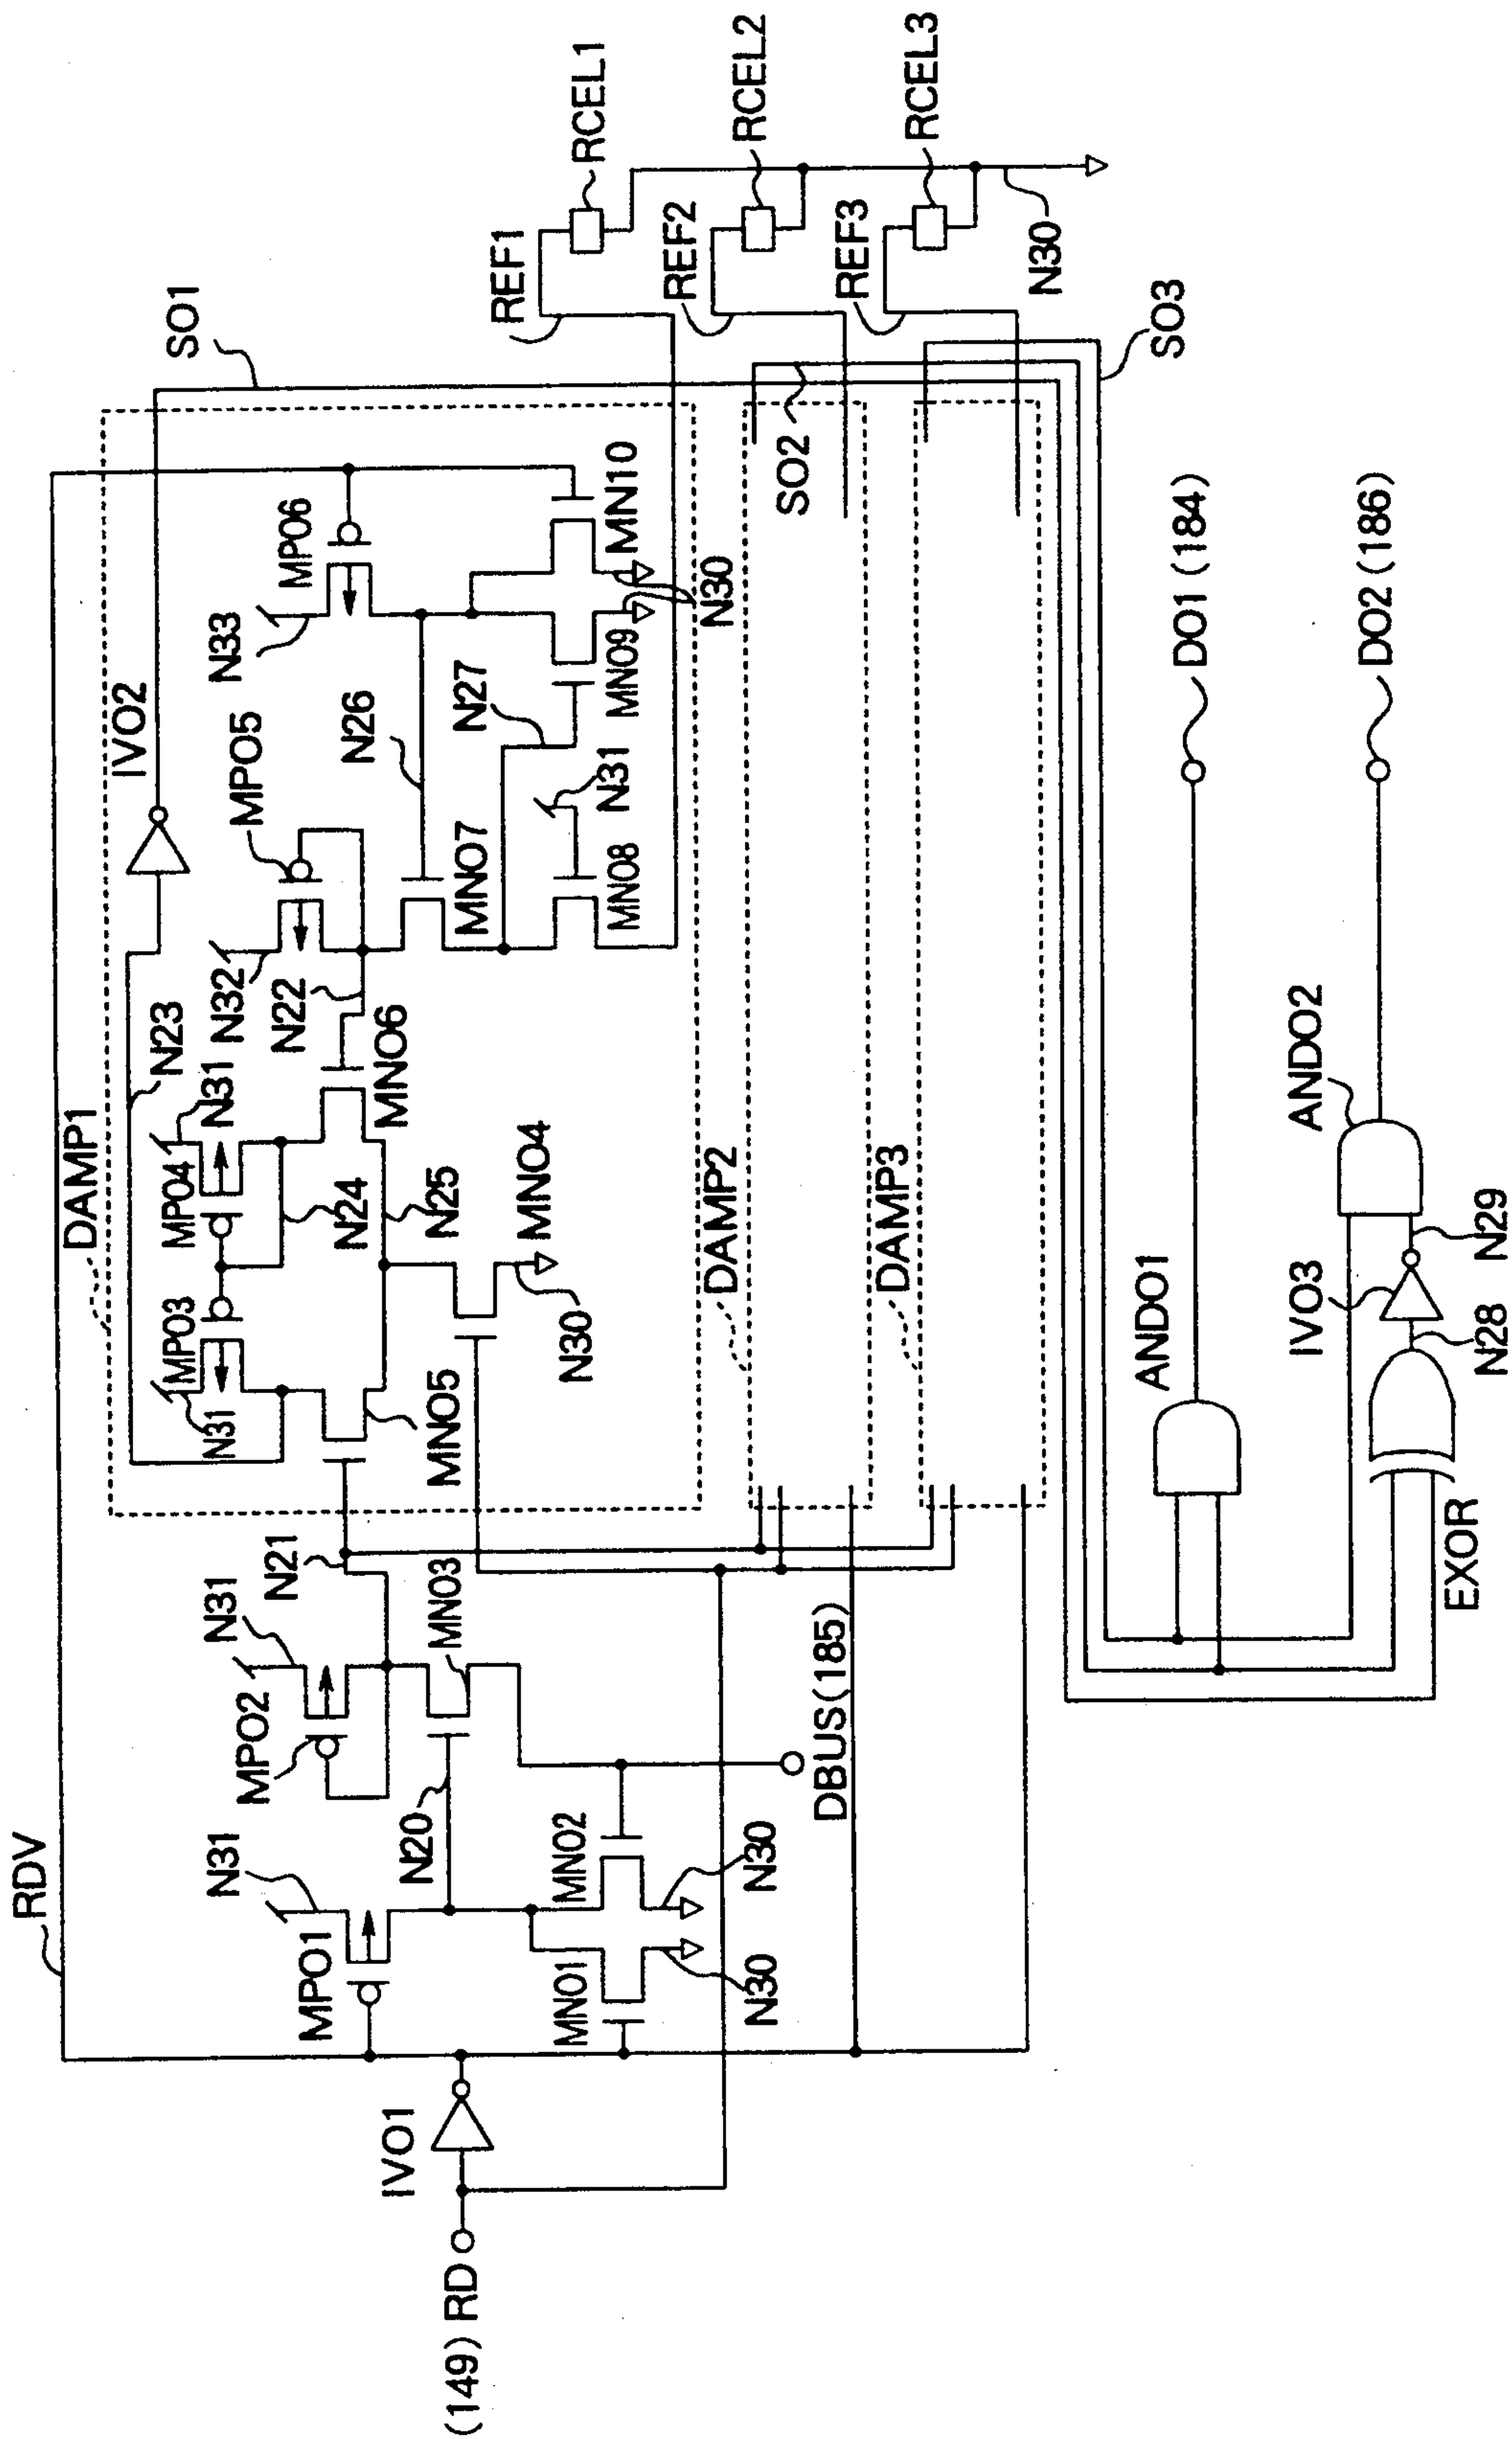 RDV
(149) RD
IVO1
MPO1
N31
MPO2
N31
N20
N21
MNO1
MNO2
MNO3
N30
N30
DBUS(185)
DAMP1
N23
IVO2
SO1
MPO3
N31
MPO4
N31
N24
N25
MNO5
MNO6
MNO4
N30
N32
N22
MPO5
MNO7
N26
N33
MPO6
N27
N31
MNO8
MNO9
MN10
N30
REF1
RCEL1
REF2
RCEL2
REF3
RCEL3
N30
DAMP2
SO2
DAMP3
SO3
ANDO1
DO1(184)
EXOR
N28
IVO3
N29
ANDO2
DO2(186)